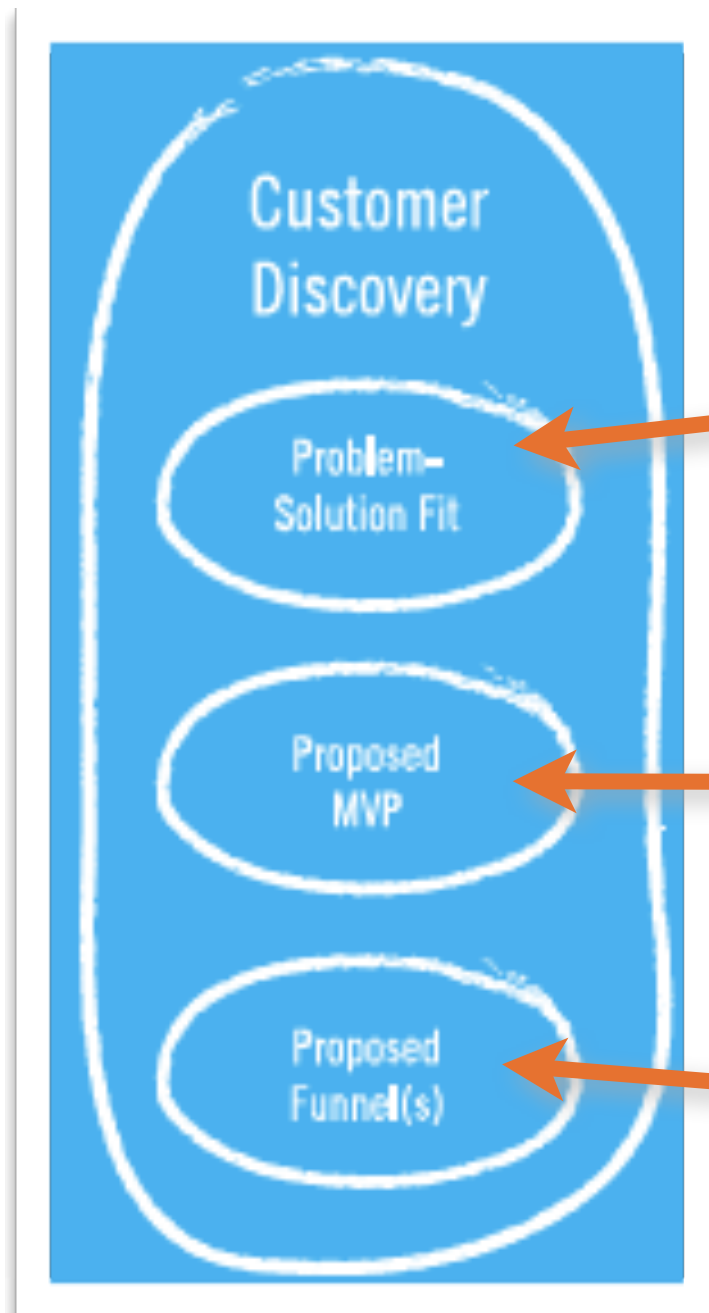 Customer
Discovery
Problem–
Solution Fit
Proposed
MVP
Proposed
Funnel(s)